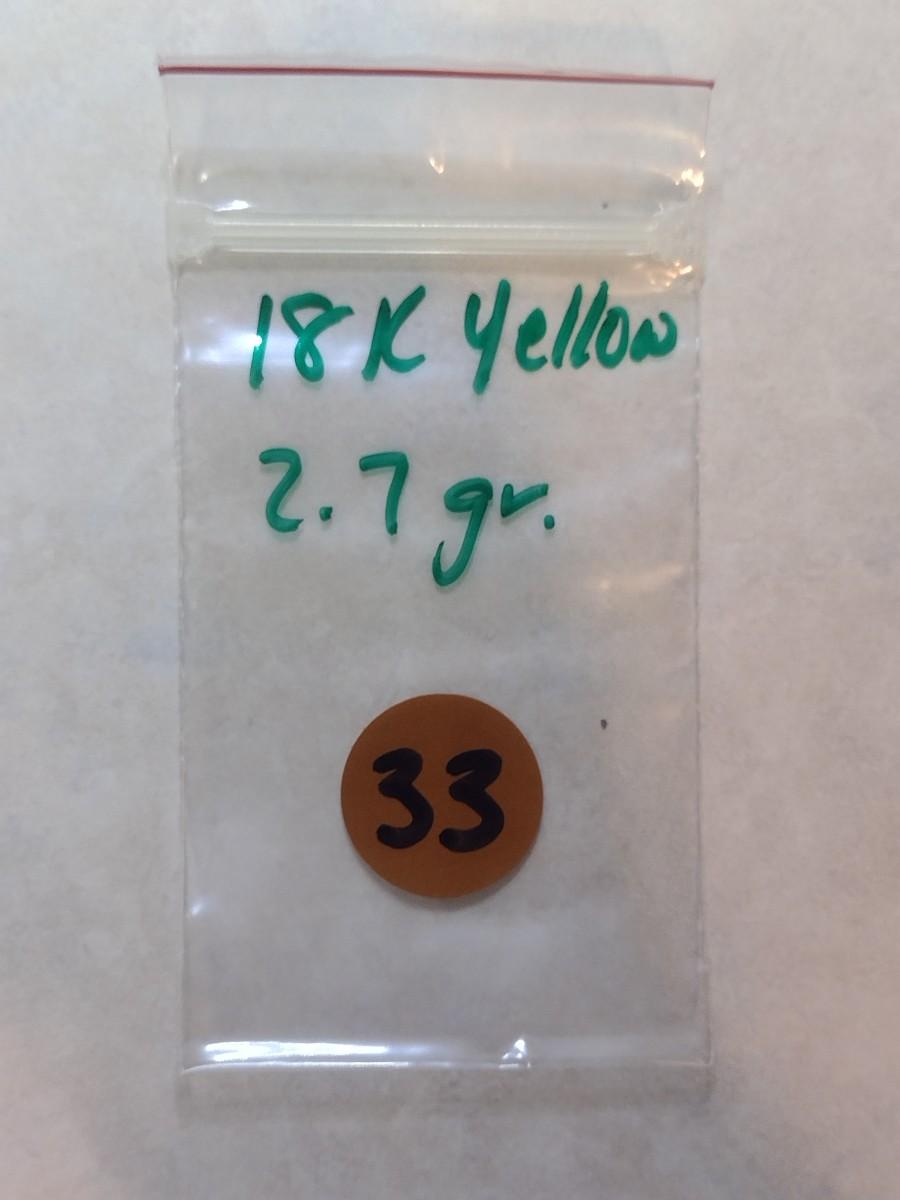 18K Yellow
2.7 gr.
33